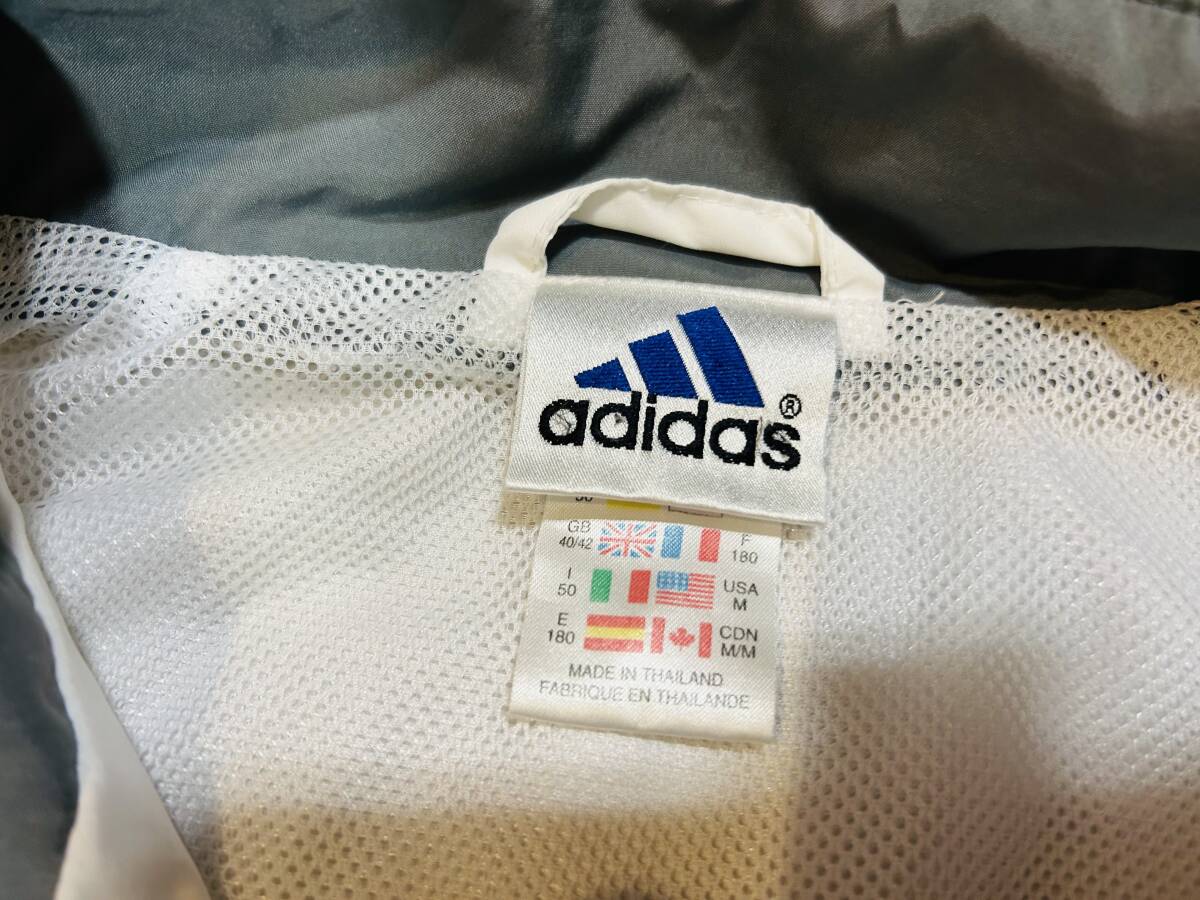 adidas®
GB
40/42
F
180
I
50
USA
M
E
180
CDN
M/M
MADE IN THAILAND
FABRIQUE EN THAILANDE